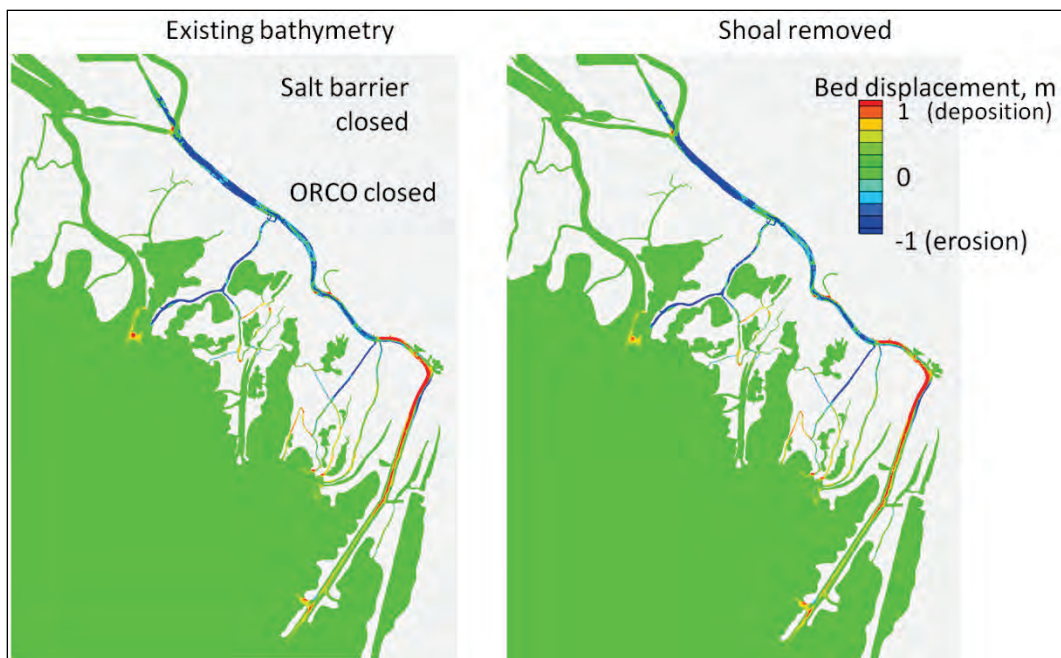 Existing bathymetry
Shoal removed
Salt barrier
closed
ORCO closed
Bed displacement, m
1 (deposition)
0
-1 (erosion)